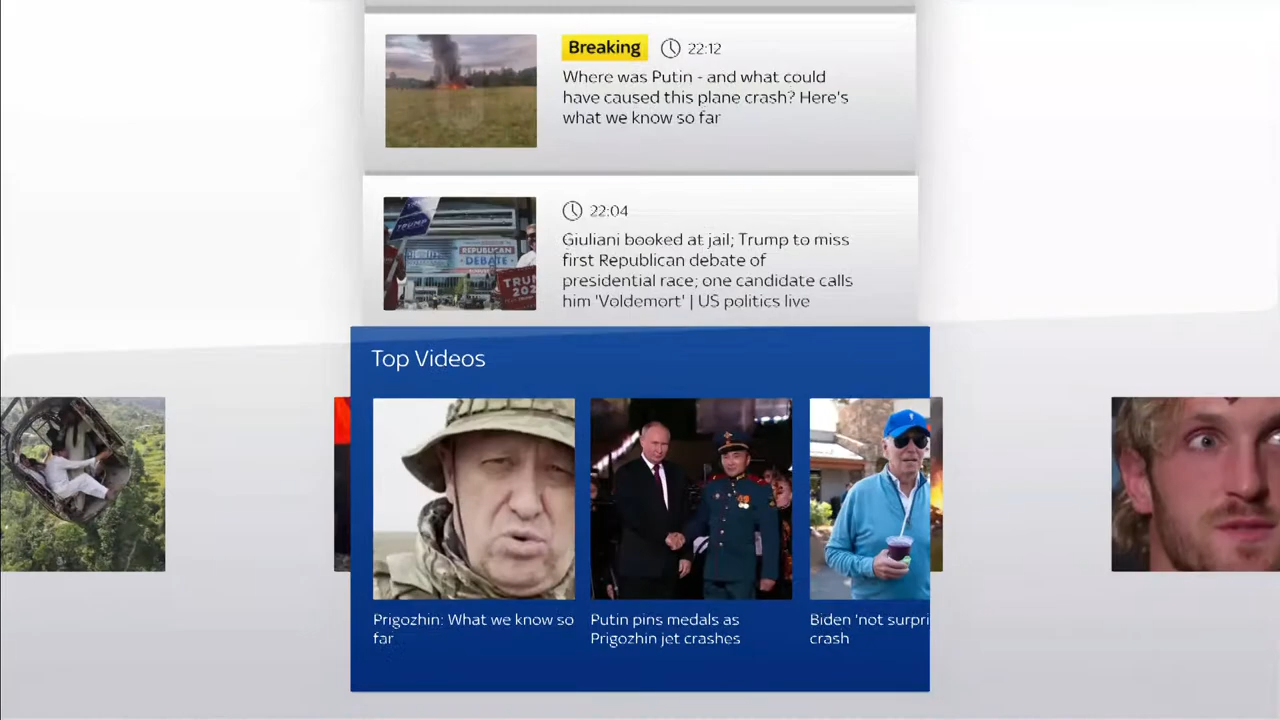 Breaking
22:12
Where was Putin - and what could
have caused this plane crash? Here's
what we know so far
22:04
Giuliani booked at jail; Trump to miss
first Republican debate of
presidential race; one candidate calls
him 'Voldemort' | US politics live
TRUMP
REPUBLICAN
DEBATE
Top Videos
Prigozhin: What we know so
far
Putin pins medals as
Prigozhin jet crashes
Biden 'not surpri
crash